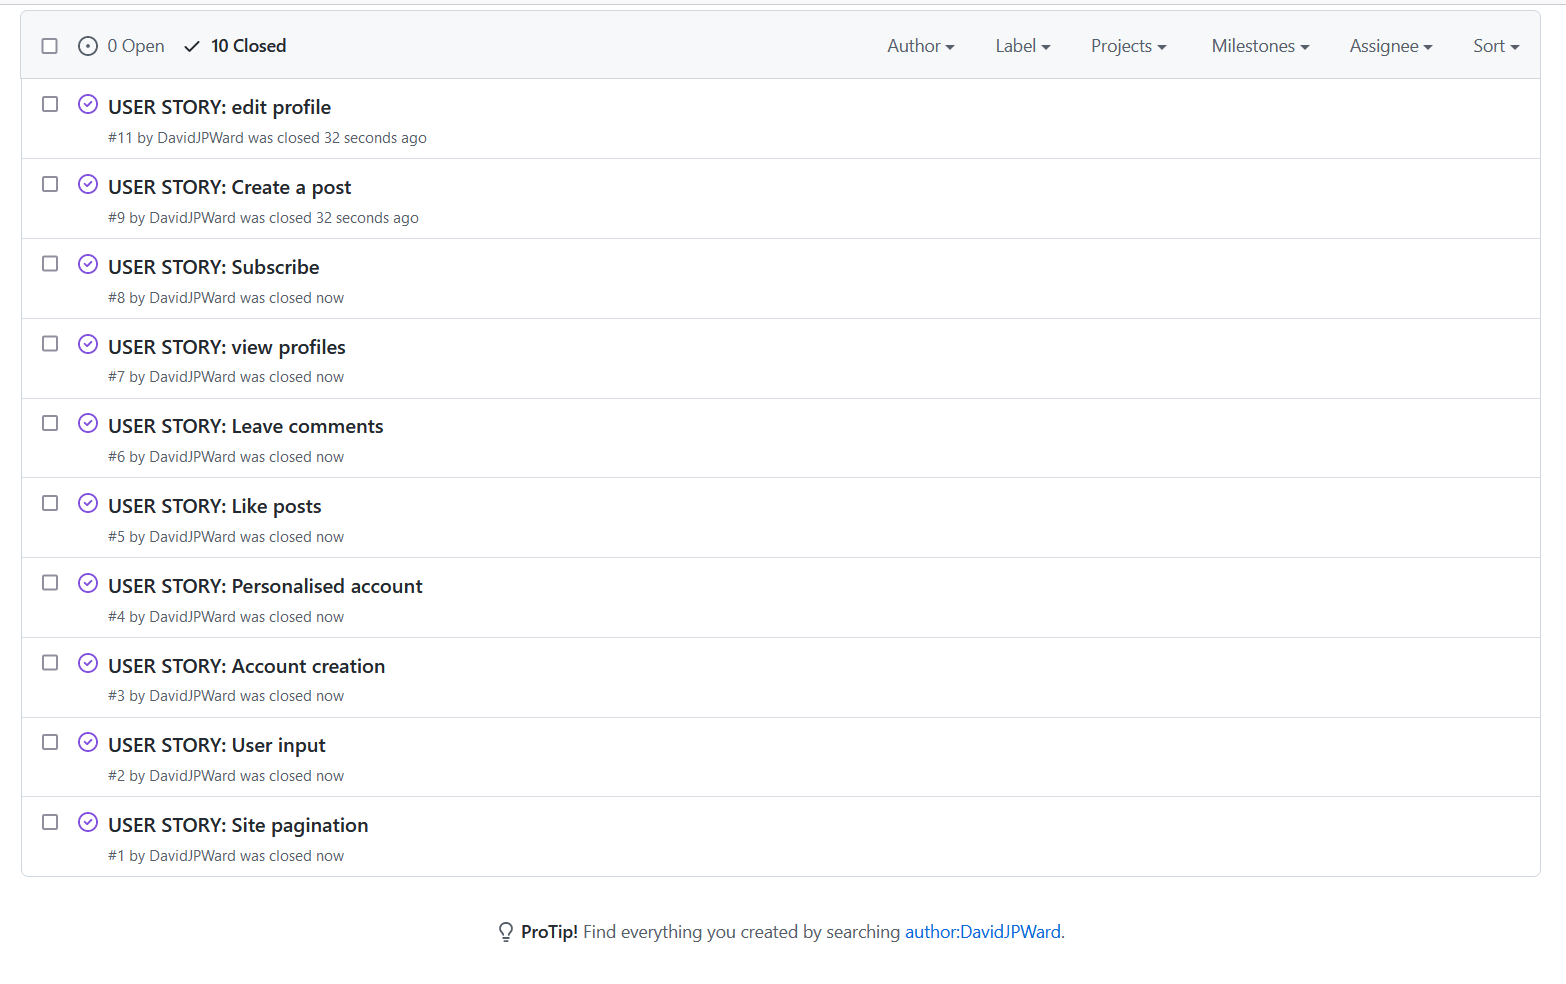 0 Open 10 Closed Author Label Projects Milestones Assignee Sort
USER STORY: edit profile
#11 by DavidJPWard was closed 32 seconds ago
USER STORY: Create a post
#9 by DavidJPWard was closed 32 seconds ago
USER STORY: Subscribe
#8 by DavidJPWard was closed now
USER STORY: view profiles
#7 by DavidJPWard was closed now
USER STORY: Leave comments
#6 by DavidJPWard was closed now
USER STORY: Like posts
#5 by DavidJPWard was closed now
USER STORY: Personalised account
#4 by DavidJPWard was closed now
USER STORY: Account creation
#3 by DavidJPWard was closed now
USER STORY: User input
#2 by DavidJPWard was closed now
USER STORY: Site pagination
#1 by DavidJPWard was closed now
ProTip! Find everything you created by searching author:DavidJPWard.